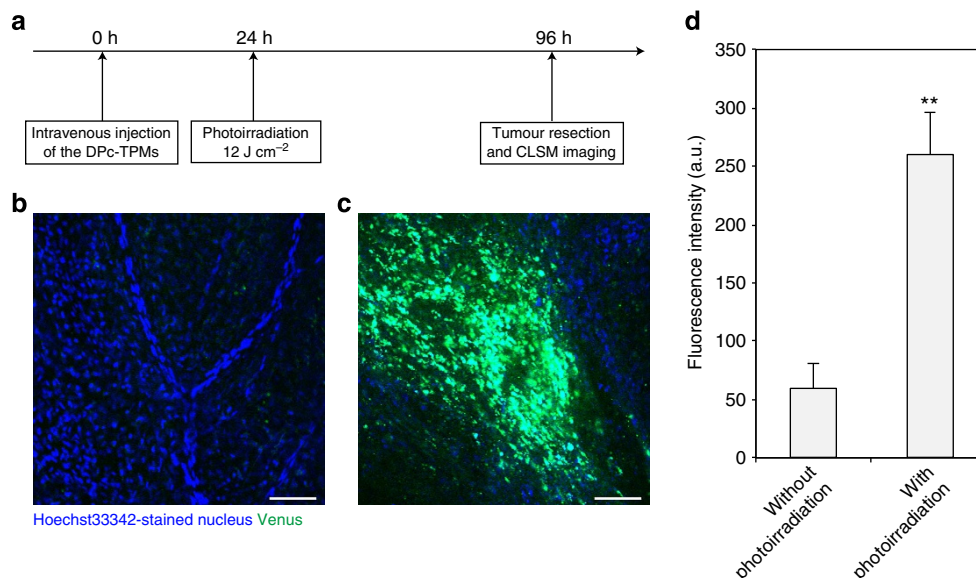 a
0 h 24 h 96 h
Intravenous injection
of the DPc-TPMs
Photoirradiation
12 J cm⁻²
Tumour resection
and CLSM imaging
b
c
Hoechst33342-stained nucleus Venus
d
Fluorescence intensity (a.u.)
350
300
250
200
150
100
50
0
**
Without
photoirradiation
With
photoirradiation